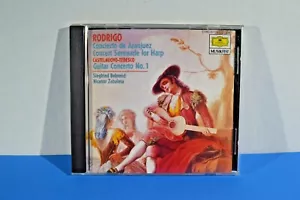 RODRIGO
Concierto de Aranjuez
Concert Serenade for Harp
CASTELNUOVO-TEDESCO
Guitar Concerto No. 1
Siegfried Behrend
Nicanor Zabaleta